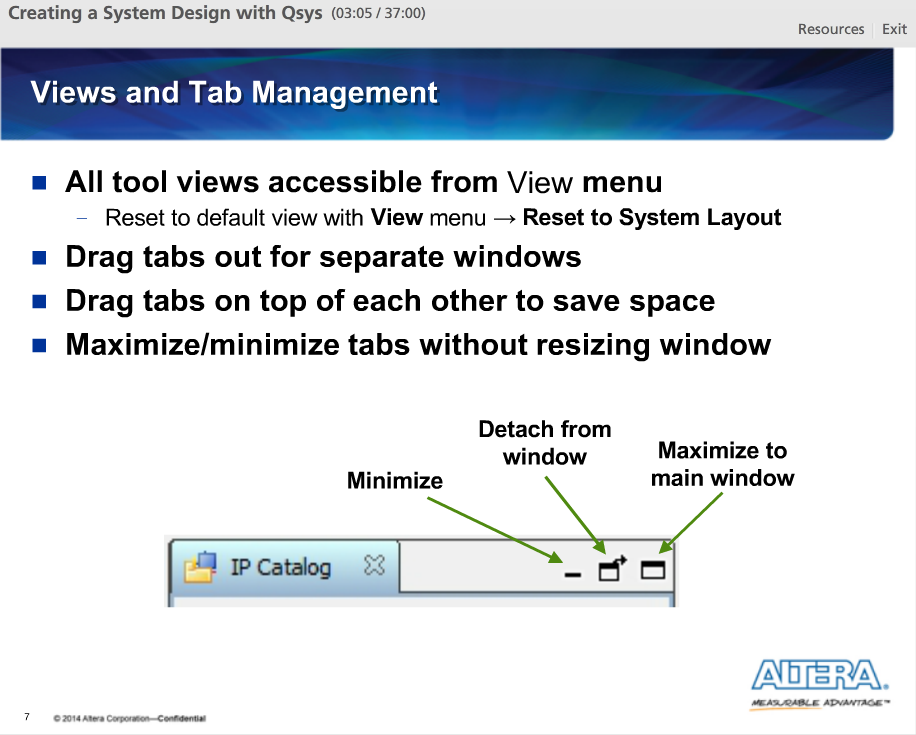 Creating a System Design with Qsys (03:05 / 37:00)
Resources Exit
Views and Tab Management
All tool views accessible from View menu
– Reset to default view with View menu → Reset to System Layout
Drag tabs out for separate windows
Drag tabs on top of each other to save space
Maximize/minimize tabs without resizing window
Detach from
window
Maximize to
main window
Minimize
IP Catalog
ALTERA®
MEASURABLE ADVANTAGE™
7 © 2014 Altera Corporation—Confidential